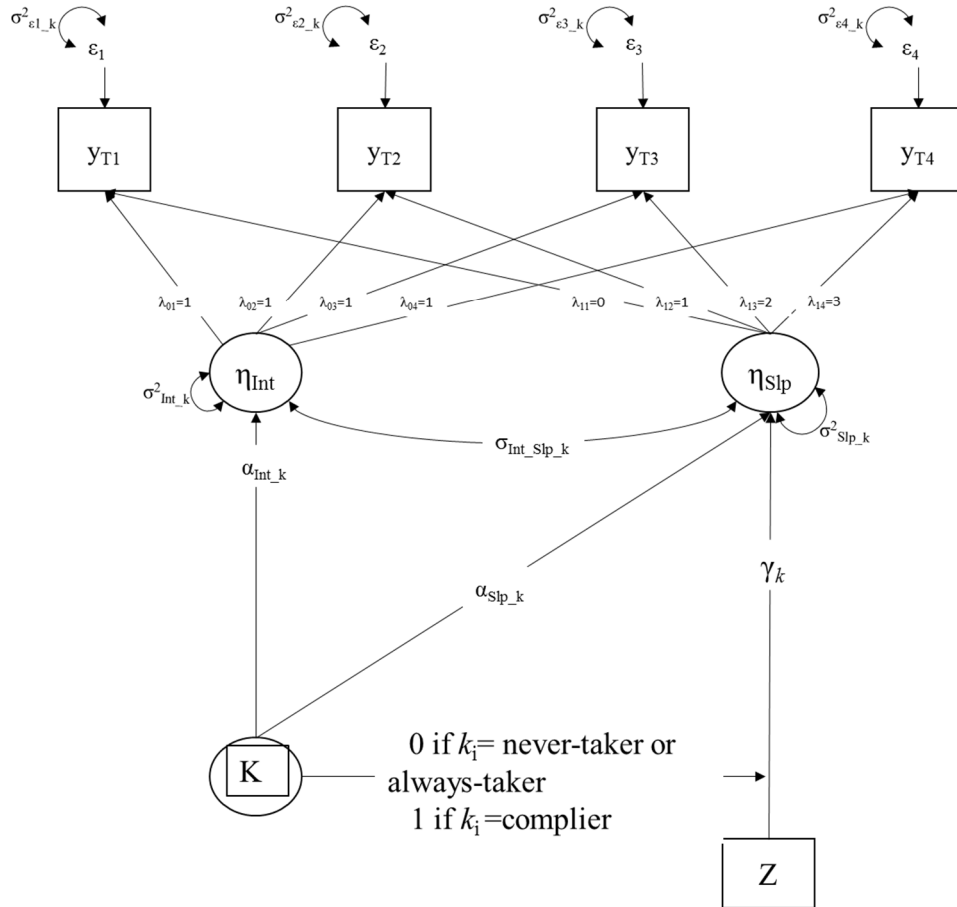 σ²ε1_k σ²ε2_k σ²ε3_k σ²ε4_k
ε1 ε2 ε3 ε4
yT1 yT2 yT3 yT4
λ01=1 λ02=1 λ03=1 λ04=1 λ11=0 λ12=1 λ13=2 λ14=3
ηInt ηSlp
σ²Int_k σInt_Slp_k σ²Slp_k
αInt_k
γk
αSlp_k
K
0 if ki= never-taker or
always-taker
1 if ki=complier
Z